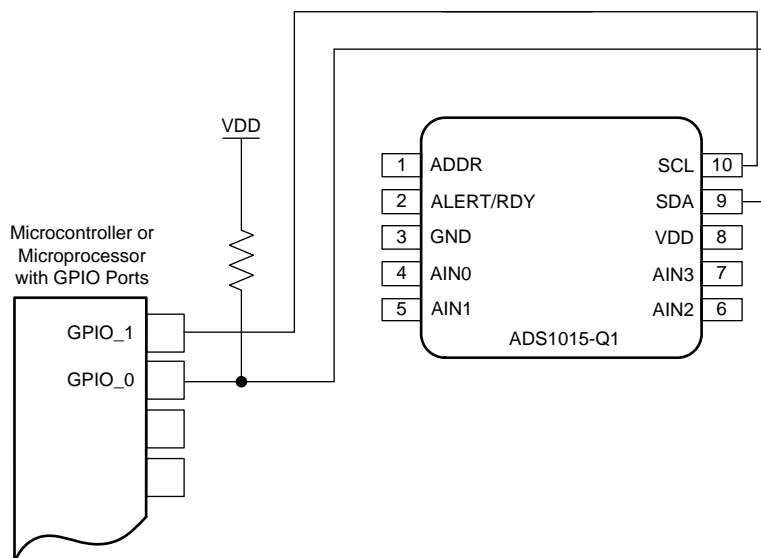 VDD
Microcontroller or
Microprocessor
with GPIO Ports
GPIO_1
GPIO_0
1 ADDR
2 ALERT/RDY
3 GND
4 AIN0
5 AIN1
SCL 10
SDA 9
VDD 8
AIN3 7
AIN2 6
ADS1015-Q1